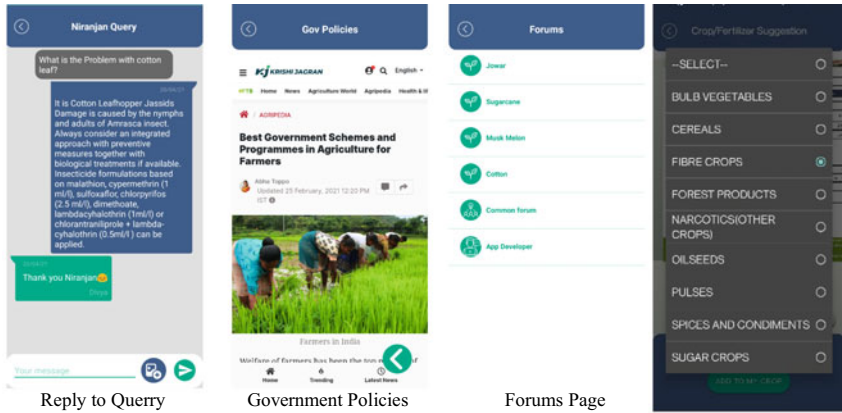 Niranjan Query
What is the Problem with cotton
leaf?
It is Cotton Leafhopper Jassids
Damage is caused by the nymphs
and adults of Amrasca insect.
Always consider an integrated
approach with preventive
measures together with
biological treatments if available.
Insecticide formulations based
on malathion, cypermethrin (1
ml/l), sulfoxaflor, chlorpyrifos
(2.5 ml/l), dimethoate,
lambdacyhalothrin (1ml/l) or
chlorantraniliprole + lambda-
cyhalothrin (0.5ml/l ) can be
applied.
Thank you Niranjan😊
Divya
Your message
Reply to Querry
Gov Policies
KJ KRISHI JAGRAN
English
#FTB Home News Agriculture World Agripedia Health & li
/ AGRIPEDIA
Best Government Schemes and
Programmes in Agriculture for
Farmers
Abha Toppo
Updated 25 February, 2021 12:20 PM
IST
Farmers in India
Welfare of farmers has been the top of
Home Trending Latest News
Government Policies
Forums
Jowar
Sugarcane
Musk Melon
Cotton
Common forum
App Developer
Forums Page
Crop/Fertilizer Suggestion
--SELECT--
BULB VEGETABLES
CEREALS
FIBRE CROPS
FOREST PRODUCTS
NARCOTICS(OTHER
CROPS)
OILSEEDS
PULSES
SPICES AND CONDIMENTS
SUGAR CROPS
ADD TO MY CROP